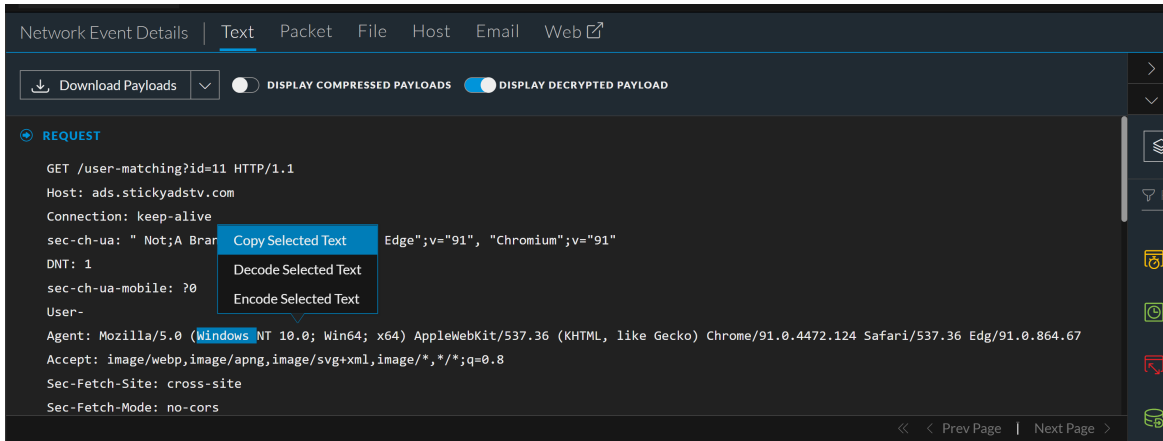 Network Event Details | Text Packet File Host Email Web
Download Payloads DISPLAY COMPRESSED PAYLOADS DISPLAY DECRYPTED PAYLOAD
REQUEST
GET /user-matching?id=11 HTTP/1.1
Host: ads.stickyadstv.com
Connection: keep-alive
sec-ch-ua: " Not;A Bran Edge";v="91", "Chromium";v="91"
Copy Selected Text
DNT: 1
Decode Selected Text
sec-ch-ua-mobile: ?0
Encode Selected Text
User-
Agent: Mozilla/5.0 (Windows NT 10.0; Win64; x64) AppleWebKit/537.36 (KHTML, like Gecko) Chrome/91.0.4472.124 Safari/537.36 Edg/91.0.864.67
Accept: image/webp,image/apng,image/svg+xml,image/*,*/*;q=0.8
Sec-Fetch-Site: cross-site
Sec-Fetch-Mode: no-cors
« < Prev Page | Next Page >